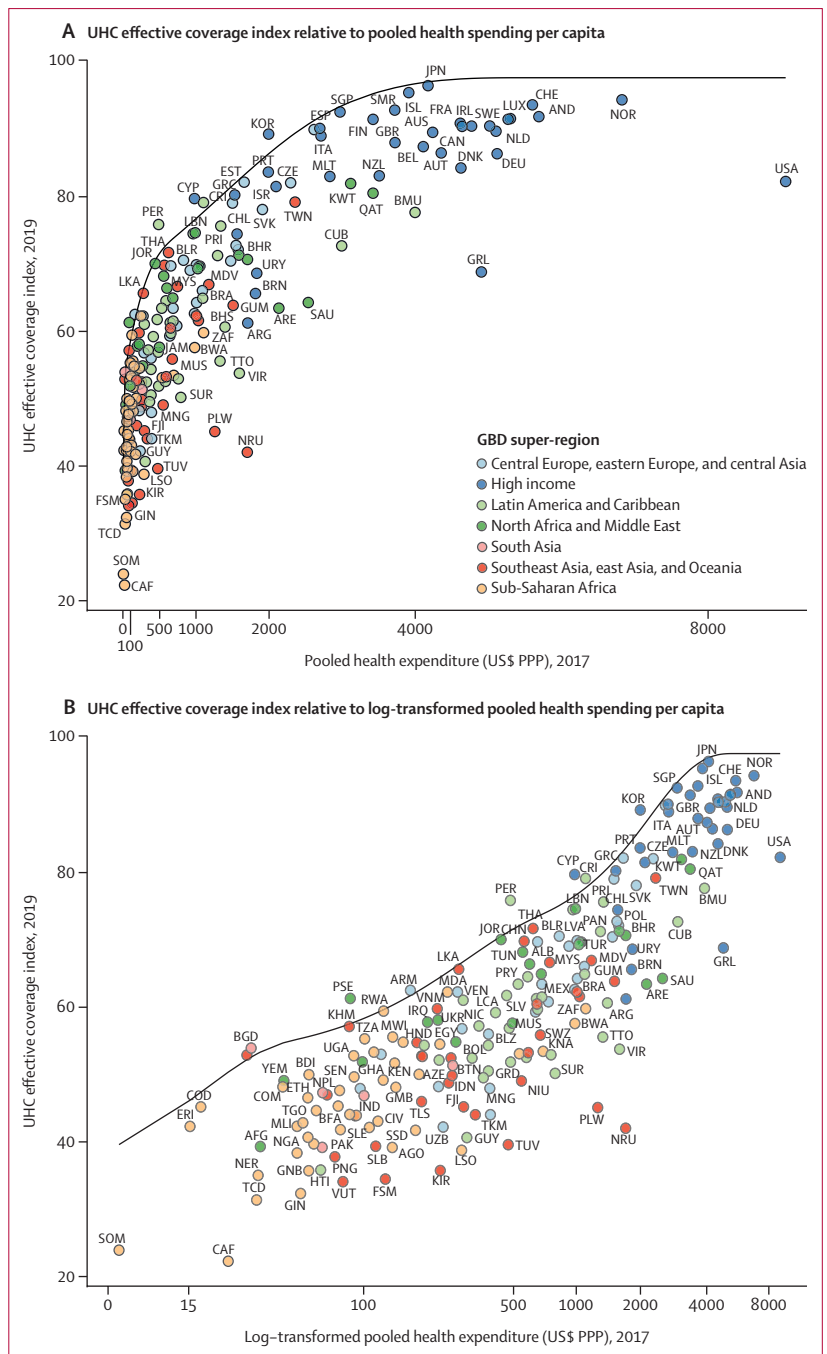 A UHC effective coverage index relative to pooled health spending per capita
UHC effective coverage index, 2019
100
80
60
40
20
JPN
SGP
SMR
ISL
FRA
IRL
SWE
LUX
CHE
AND
NOR
KOR
ESP
AUS
FIN
GBR
CAN
NLD
ITA
BEL
AUT
DNK
DEU
USA
PRT
EST
GRC
CZE
MLT
NZL
CYP
CRI
ISR
KWT
QAT
PER
LBN
CHL
SVK
TWN
BMU
THA
JOR
BLR
PRI
BHR
CUB
GRL
LKA
MYS
MDV
URY
BRN
BRA
GUM
BHS
ARE
SAU
ZAF
ARG
JAM
BWA
MUS
TTO
VIR
SUR
MNG
FJI
TKM
PLW
GUY
NRU
LSO
TUV
FSM
KIR
GIN
TCD
SOM
CAF
GBD super-region
Central Europe, eastern Europe, and central Asia
High income
Latin America and Caribbean
North Africa and Middle East
South Asia
Southeast Asia, east Asia, and Oceania
Sub-Saharan Africa
0
100
500
1000
2000
4000
8000
Pooled health expenditure (US$ PPP), 2017
B UHC effective coverage index relative to log-transformed pooled health spending per capita
UHC effective coverage index, 2019
100
80
60
40
20
JPN
SGP
ISL
CHE
NOR
KOR
GBR
AND
NLD
ITA
AUT
DEU
PRT
CZE
MLT
GRC
KWT
NZL
DNK
USA
CYP
CRI
QAT
TWN
PER
LBN
PRI
CHL
SVK
BMU
THA
JOR
CHN
BLR
LVA
PAN
POL
BHR
CUB
TUN
ALB
TUR
URY
GRL
LKA
MYS
MDV
ARM
MDA
VEN
PRY
GUM
BRN
SAU
PSE
RWA
VNM
LCA
MEX
BRA
ARE
KHM
IRQ
UKR
NIC
SLV
ZAF
ARG
TZA
MWI
HND
EGY
MUS
SWZ
BWA
BGD
UGA
BOL
BLZ
KNA
TTO
VIR
YEM
BDI
SEN
GHA
KEN
AZE
BTN
GRD
SUR
COM
ETH
NPL
GMB
IDN
NIU
COD
TGO
BFA
IND
TLS
FJI
MNG
PLW
ERI
MLI
SLE
CIV
TKM
NRU
AFG
NGA
PAK
SSD
UZB
GUY
TUV
NER
GNB
PNG
SLB
AGO
LSO
TCD
HTI
VUT
FSM
KIR
GIN
SOM
CAF
0
15
100
500
1000
2000
4000
8000
Log–transformed pooled health expenditure (US$ PPP), 2017